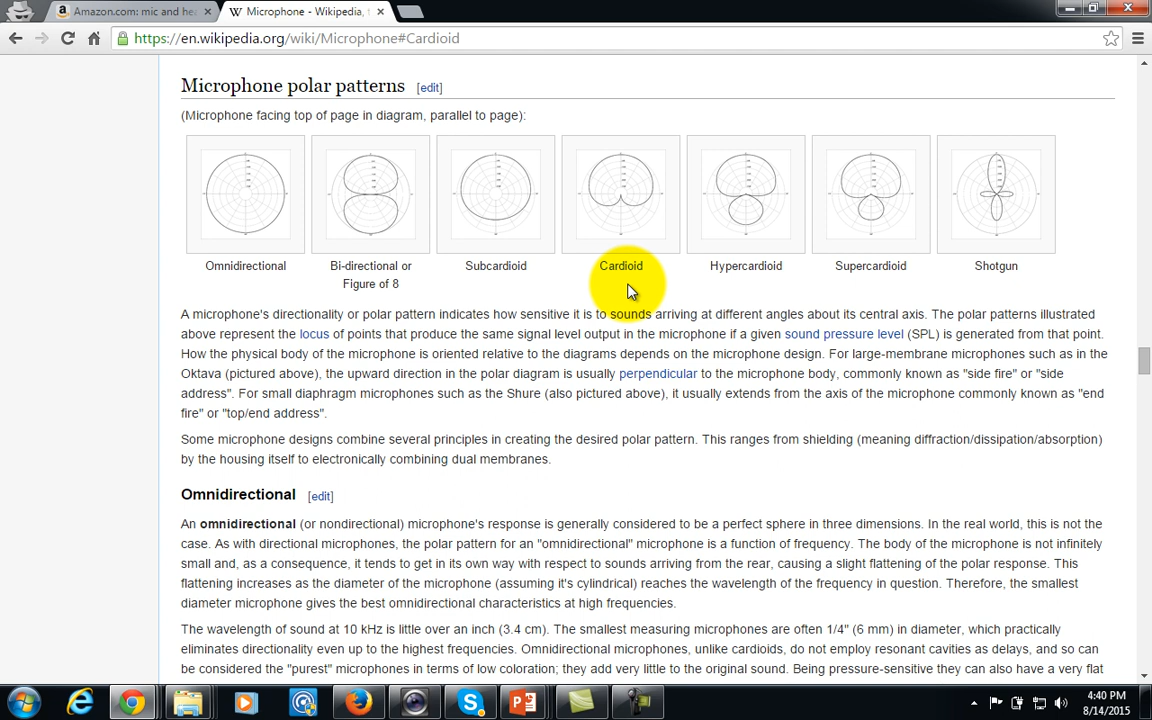 Amazon.com: mic and he
Microphone - Wikipedia, t
https://en.wikipedia.org/wiki/Microphone#Cardioid
Microphone polar patterns [edit]
(Microphone facing top of page in diagram, parallel to page):
Omnidirectional
Bi-directional or
Figure of 8
Subcardioid
Cardioid
Hypercardioid
Supercardioid
Shotgun
A microphone's directionality or polar pattern indicates how sensitive it is to sounds arriving at different angles about its central axis. The polar patterns illustrated
above represent the locus of points that produce the same signal level output in the microphone if a given sound pressure level (SPL) is generated from that point.
How the physical body of the microphone is oriented relative to the diagrams depends on the microphone design. For large-membrane microphones such as in the
Oktava (pictured above), the upward direction in the polar diagram is usually perpendicular to the microphone body, commonly known as "side fire" or "side
address". For small diaphragm microphones such as the Shure (also pictured above), it usually extends from the axis of the microphone commonly known as "end
fire" or "top/end address".
Some microphone designs combine several principles in creating the desired polar pattern. This ranges from shielding (meaning diffraction/dissipation/absorption)
by the housing itself to electronically combining dual membranes.
Omnidirectional [edit]
An omnidirectional (or nondirectional) microphone's response is generally considered to be a perfect sphere in three dimensions. In the real world, this is not the
case. As with directional microphones, the polar pattern for an "omnidirectional" microphone is a function of frequency. The body of the microphone is not infinitely
small and, as a consequence, it tends to get in its own way with respect to sounds arriving from the rear, causing a slight flattening of the polar response. This
flattening increases as the diameter of the microphone (assuming it's cylindrical) reaches the wavelength of the frequency in question. Therefore, the smallest
diameter microphone gives the best omnidirectional characteristics at high frequencies.
The wavelength of sound at 10 kHz is little over an inch (3.4 cm). The smallest measuring microphones are often 1/4" (6 mm) in diameter, which practically
eliminates directionality even up to the highest frequencies. Omnidirectional microphones, unlike cardioids, do not employ resonant cavities as delays, and so can
be considered the "purest" microphones in terms of low coloration; they add very little to the original sound. Being pressure-sensitive they can also have a very flat
4:40 PM
8/14/2015